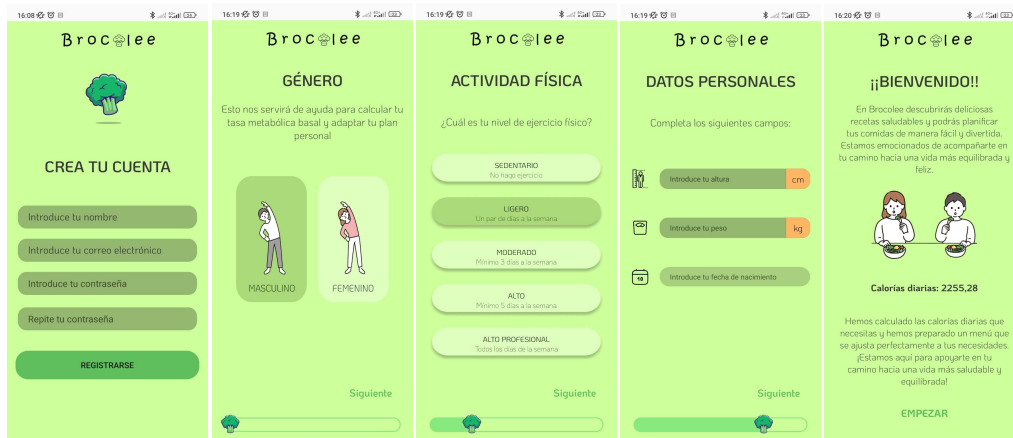 16:08
24
Brocolee
CREA TU CUENTA
Introduce tu nombre
Introduce tu correo electrónico
Introduce tu contraseña
Repite tu contraseña
REGISTRARSE
16:19
Brocolee
GÉNERO
Esto nos servirá de ayuda para calcular tu
tasa metabólica basal y adaptar tu plan
personal
MASCULINO
FEMENINO
Siguiente
16:19
Brocolee
ACTIVIDAD FÍSICA
¿Cuál es tu nivel de ejercicio físico?
SEDENTARIO
No hago ejercicio
LIGERO
Un par de días a la semana
MODERADO
Mínimo 3 días a la semana
ALTO
Mínimo 5 días a la semana
ALTO PROFESIONAL
Todos los días de la semana
Siguiente
16:19
Brocolee
DATOS PERSONALES
Completa los siguientes campos:
Introduce tu altura
cm
Introduce tu peso
kg
10
Introduce tu fecha de nacimiento
Siguiente
16:20
Brocolee
¡¡BIENVENIDO!!
En Brocolee descubrirás deliciosas
recetas saludables y podrás planificar
tus comidas de manera fácil y divertida.
Estamos emocionados de acompañarte en
tu camino hacia una vida más equilibrada y
feliz.
Calorías diarias: 2255,28
Hemos calculado las calorías diarias que
necesitas y hemos preparado un menú que
se ajusta perfectamente a tus necesidades.
¡Estamos aquí para apoyarte en tu
camino hacia una vida más saludable y
equilibrada!
EMPEZAR